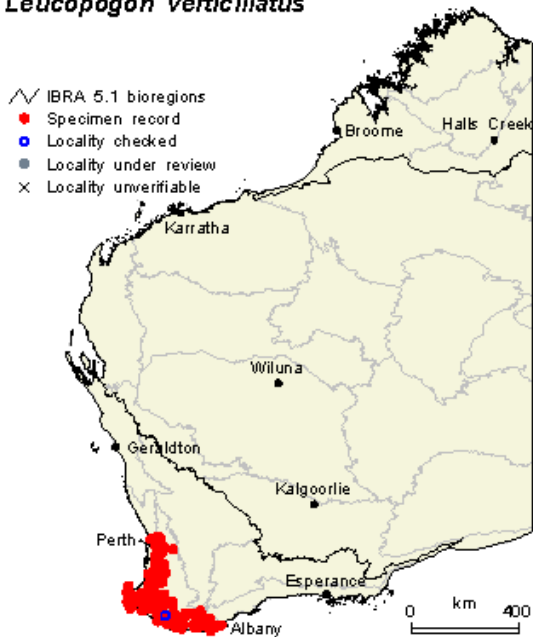 Leucopogon verticillatus
IBRA 5.1 bioregions
Specimen record
Locality checked
Locality under review
Locality unverifiable
Broome
Halls Creek
Karratha
Wiluna
Geraldton
Kalgoorlie
Perth
Esperance
Albany
0 km 400